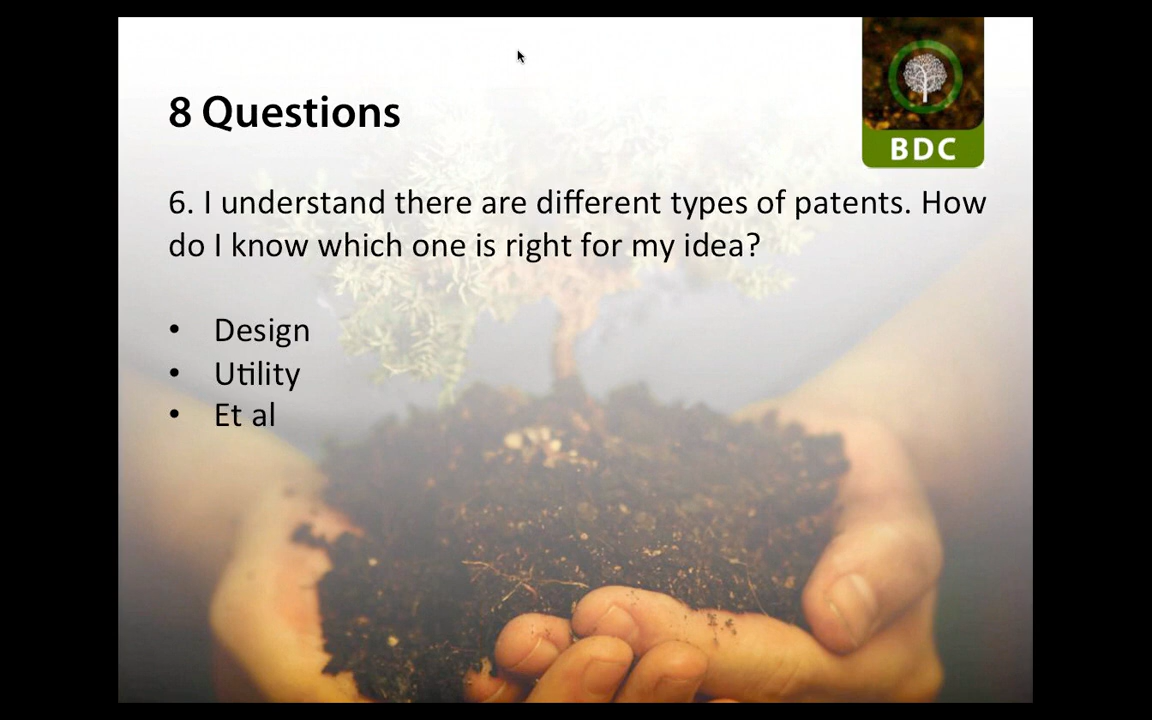 8 Questions
BDC
6. I understand there are different types of patents. How
do I know which one is right for my idea?
• Design
• Utility
• Et al